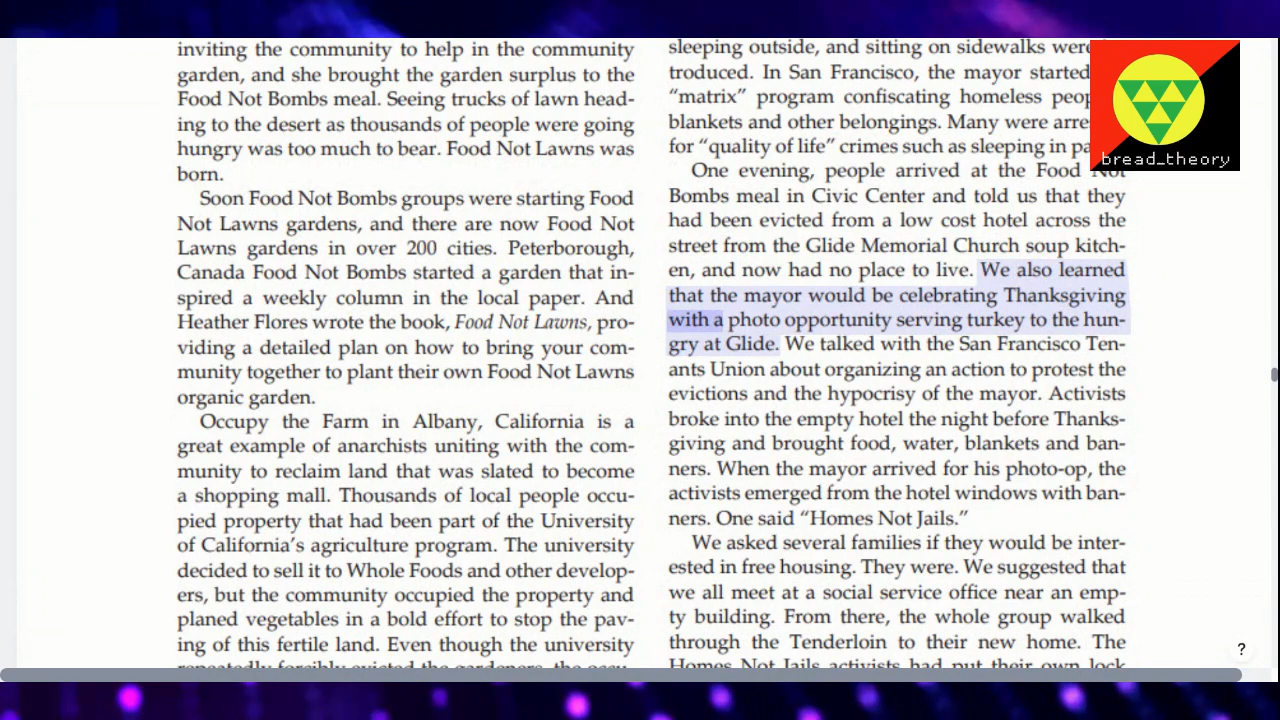 inviting the community to help in the community
garden, and she brought the garden surplus to the
Food Not Bombs meal. Seeing trucks of lawn head-
ing to the desert as thousands of people were going
hungry was too much to bear. Food Not Lawns was
born.
Soon Food Not Bombs groups were starting Food
Not Lawns gardens, and there are now Food Not
Lawns gardens in over 200 cities. Peterborough,
Canada Food Not Bombs started a garden that in-
spired a weekly column in the local paper. And
Heather Flores wrote the book, Food Not Lawns, pro-
viding a detailed plan on how to bring your com-
munity together to plant their own Food Not Lawns
organic garden.
Occupy the Farm in Albany, California is a
great example of anarchists uniting with the com-
munity to reclaim land that was slated to become
a shopping mall. Thousands of local people occu-
pied property that had been part of the University
of California's agriculture program. The university
decided to sell it to Whole Foods and other develop-
ers, but the community occupied the property and
planed vegetables in a bold effort to stop the pav-
ing of this fertile land. Even though the university
repeatedly forcibly evicted the gardeners, the occu-
sleeping outside, and sitting on sidewalks were
troduced. In San Francisco, the mayor started
"matrix" program confiscating homeless peop
blankets and other belongings. Many were arre
for "quality of life" crimes such as sleeping in pa
One evening, people arrived at the Food Not
Bombs meal in Civic Center and told us that they
had been evicted from a low cost hotel across the
street from the Glide Memorial Church soup kitch-
en, and now had no place to live. We also learned
that the mayor would be celebrating Thanksgiving
with a photo opportunity serving turkey to the hun-
gry at Glide. We talked with the San Francisco Ten-
ants Union about organizing an action to protest the
evictions and the hypocrisy of the mayor. Activists
broke into the empty hotel the night before Thanks-
giving and brought food, water, blankets and ban-
ners. When the mayor arrived for his photo-op, the
activists emerged from the hotel windows with ban-
ners. One said "Homes Not Jails."
We asked several families if they would be inter-
ested in free housing. They were. We suggested that
we all meet at a social service office near an emp-
ty building. From there, the whole group walked
through the Tenderloin to their new home. The
Homes Not Jails activists had put their own lock
bread_theory
?